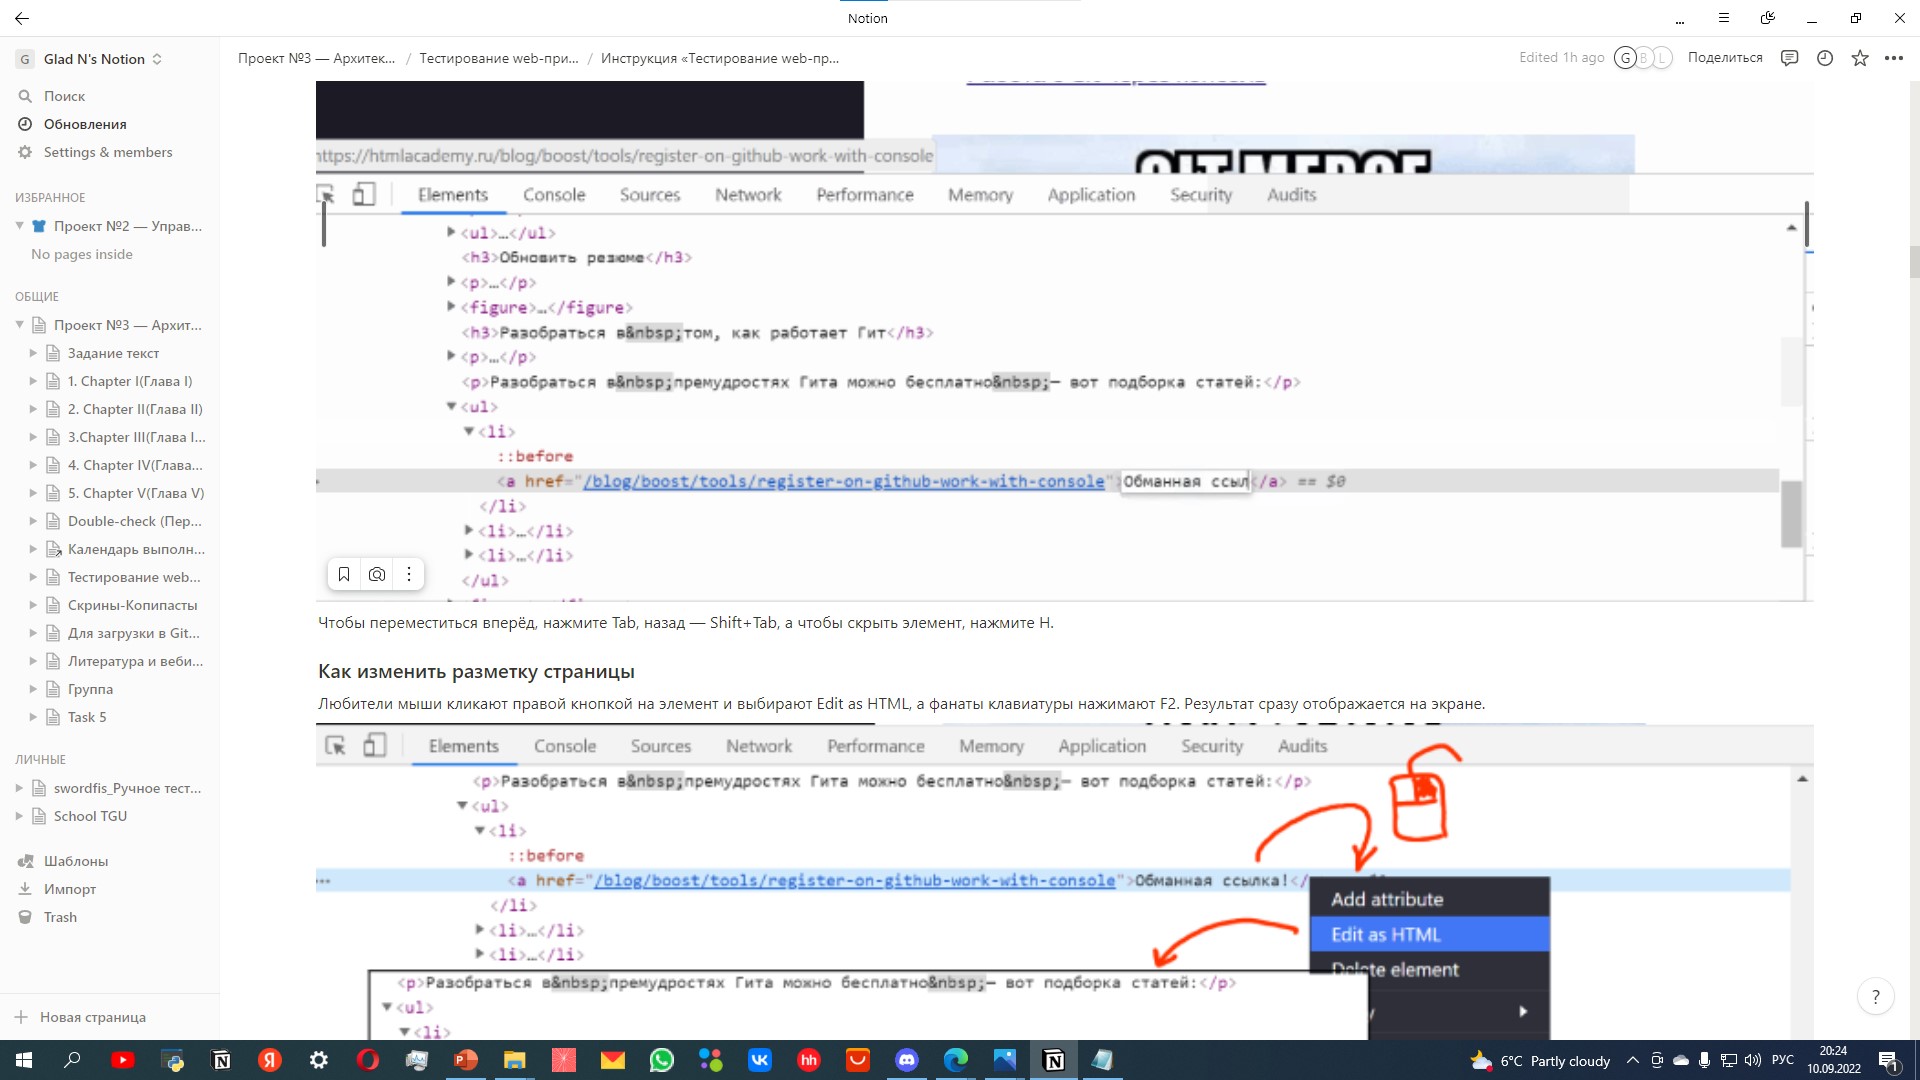 Notion
G Glad N's Notion
Проект №3 — Архитек... / Тестирование web-при... / Инструкция «Тестирование web-пр...
Edited 1h ago G B L Поделиться
Поиск
Обновления
Settings & members
ИЗБРАННОЕ
Проект №2 — Управ...
No pages inside
ОБЩИЕ
Проект №3 — Архит...
Задание текст
1. Chapter I(Глава I)
2. Chapter II(Глава II)
3.Chapter III(Глава I...
4. Chapter IV(Глава...
5. Chapter V(Глава V)
Double-check (Пер...
Календарь выполн...
Тестирование web...
Скрины-Копипасты
Для загрузки в Git...
Литература и веби...
Группа
Task 5
ЛИЧНЫЕ
swordfis_Ручное тест...
School TGU
Шаблоны
Импорт
Trash
Новая страница
https://htmlacademy.ru/blog/boost/tools/register-on-github-work-with-console
GIT MERGE
Elements Console Sources Network Performance Memory Application Security Audits
<ul>…</ul>
<h3>Обновить резюме</h3>
<p>…</p>
<figure>…</figure>
<h3>Разобраться в&nbsp;том, как работает Гит</h3>
<p>…</p>
<p>Разобраться в&nbsp;премудростях Гита можно бесплатно&nbsp;— вот подборка статей:</p>
<ul>
<li>
::before
<a href="/blog/boost/tools/register-on-github-work-with-console">Обманная ссыл</a> == $0
</li>
<li>…</li>
<li>…</li>
</ul>
Чтобы переместиться вперёд, нажмите Tab, назад — Shift+Tab, а чтобы скрыть элемент, нажмите H.
Как изменить разметку страницы
Любители мыши кликают правой кнопкой на элемент и выбирают Edit as HTML, а фанаты клавиатуры нажимают F2. Результат сразу отображается на экране.
Elements Console Sources Network Performance Memory Application Security Audits
<p>Разобраться в&nbsp;премудростях Гита можно бесплатно&nbsp;— вот подборка статей:</p>
<ul>
<li>
::before
<a href="/blog/boost/tools/register-on-github-work-with-console">Обманная ссылка!</
</li>
<li>…</li>
<li>…</li>
Add attribute
Edit as HTML
Delete element
<p>Разобраться в&nbsp;премудростях Гита можно бесплатно&nbsp;— вот подборка статей:</p>
<ul>
<li>
?
6°C Partly cloudy РУС 20:24
10.09.2022 1